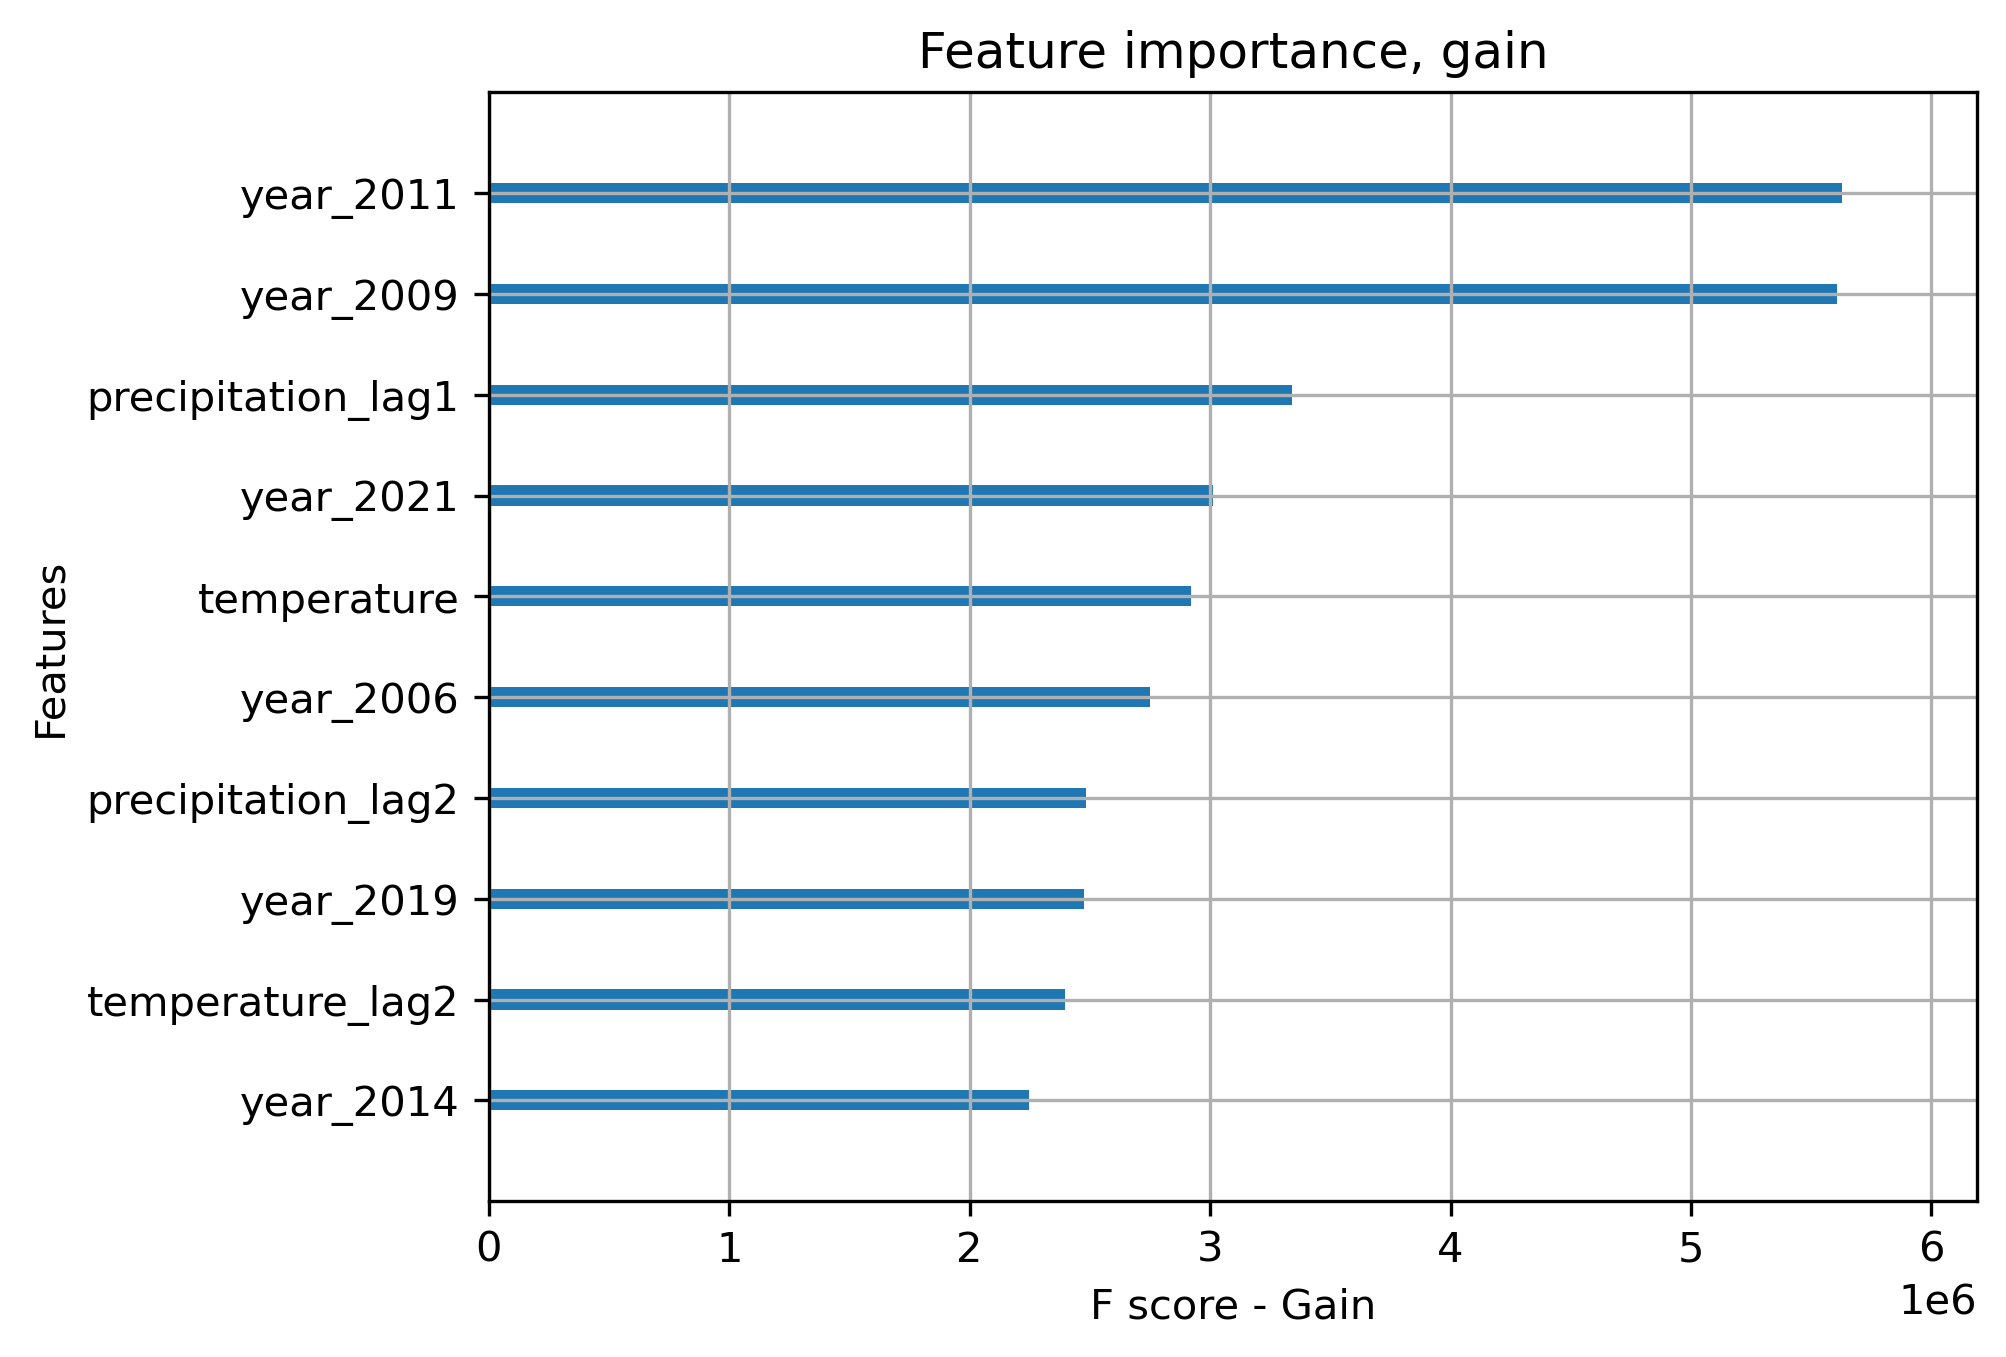 Feature importance, gain
year_2011
year_2009
precipitation_lag1
year_2021
temperature
year_2006
precipitation_lag2
year_2019
temperature_lag2
year_2014
Features
0 1 2 3 4 5 6
1e6
F score - Gain